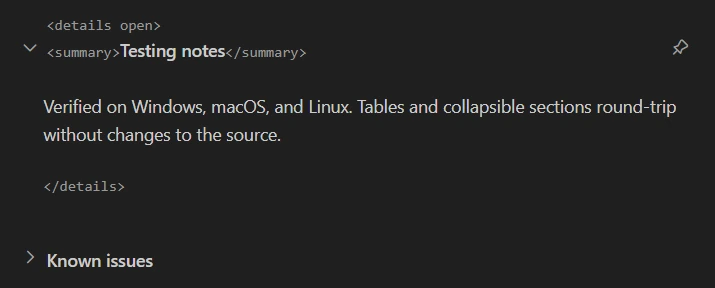 <details open>
<summary>Testing notes</summary>
Verified on Windows, macOS, and Linux. Tables and collapsible sections round-trip
without changes to the source.
</details>
Known issues